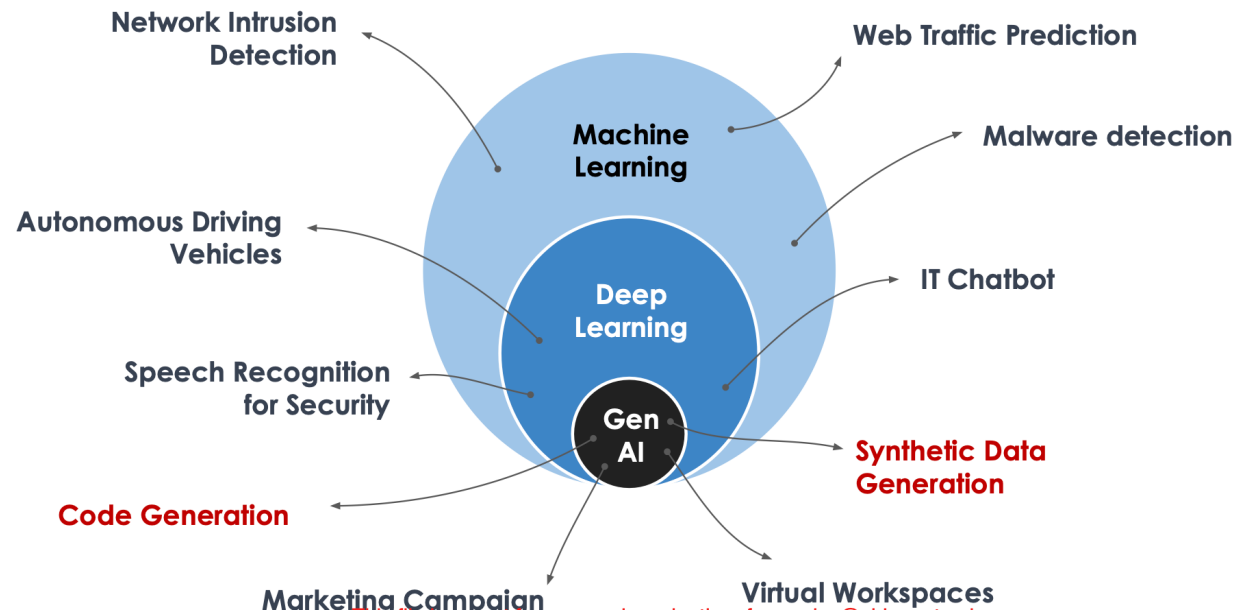 Network Intrusion
Detection
Web Traffic Prediction
Machine
Learning
Malware detection
Autonomous Driving
Vehicles
IT Chatbot
Deep
Learning
Speech Recognition
for Security
Gen
AI
Synthetic Data
Generation
Code Generation
Marketing Campaign
Virtual Workspaces